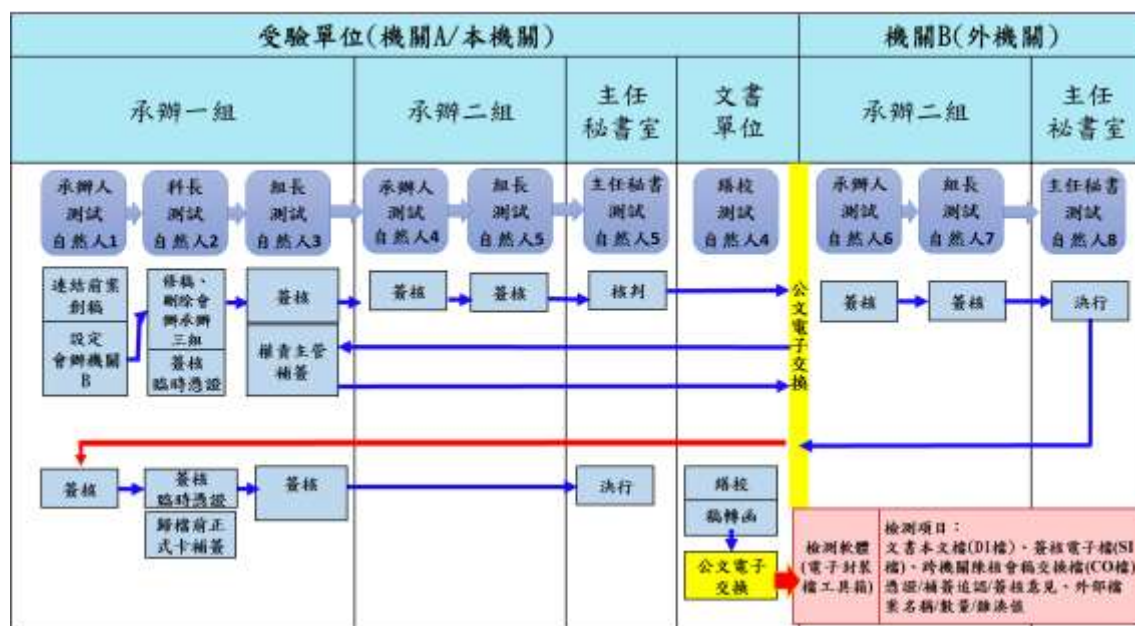 受驗單位(機關A/本機關)
機關B(外機關)
承辦一組
承辦二組
主任
秘書室
文書
單位
承辦二組
主任
秘書室
承辦人
測試
自然人1
科長
測試
自然人2
組長
測試
自然人3
承辦人
測試
自然人4
組長
測試
自然人5
主任秘書
測試
自然人5
繕校
測試
自然人4
承辦人
測試
自然人6
組長
測試
自然人7
主任秘書
測試
自然人8
連結前案
創稿
設定
會辦機關
B
修稿、
刪除會
辦承辦
三組
簽核
臨時憑證
簽核
權責主管
補簽
簽核
簽核
核判
公文電子交換
簽核
簽核
決行
簽核
簽核
臨時憑證
歸檔前正
式卡補簽
簽核
決行
繕校
稿轉函
公文電子
交換
檢測軟體
(電子封裝
檔工具箱)
檢測項目：
文書本文檔(DI檔)、簽核電子檔(SI
檔)、跨機關陳核會稿交換檔(CO檔)
憑證/補簽追認/簽核意見、外部檔
案名稱/數量/雜湊值